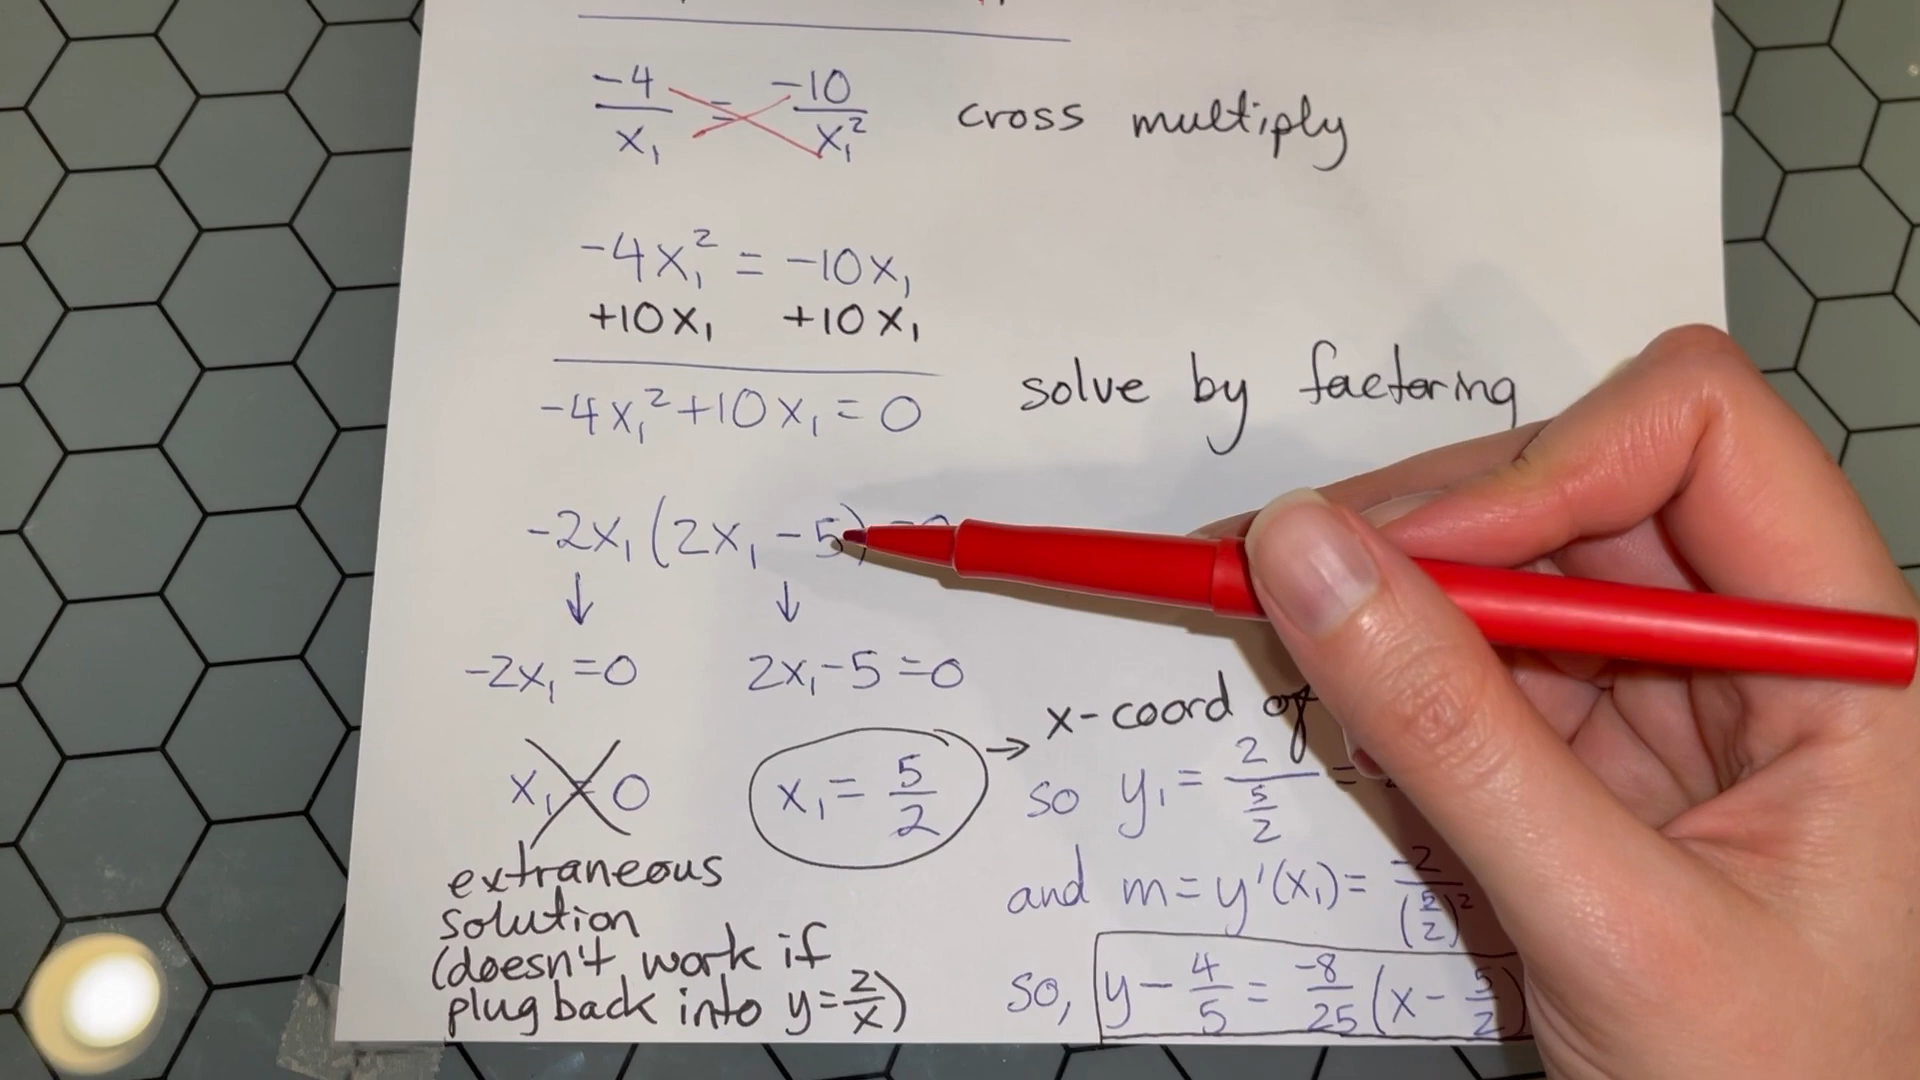 -4/x₁ = -10/x₁² cross multiply
-4x₁² = -10x₁
+10x₁ +10x₁
-4x₁²+10x₁ = 0 solve by factoring
-2x₁(2x₁-5)=0
↓ ↓
-2x₁=0 2x₁-5=0
x₁=0 x₁=5/2 → x-coord of
extraneous
solution
(doesn't work if
plug back into y=2/x)
so y₁ = 2/(5/2) =
and m=y'(x₁)= -2/(5/2)²
so, y-4/5 = -8/25(x-5/2)